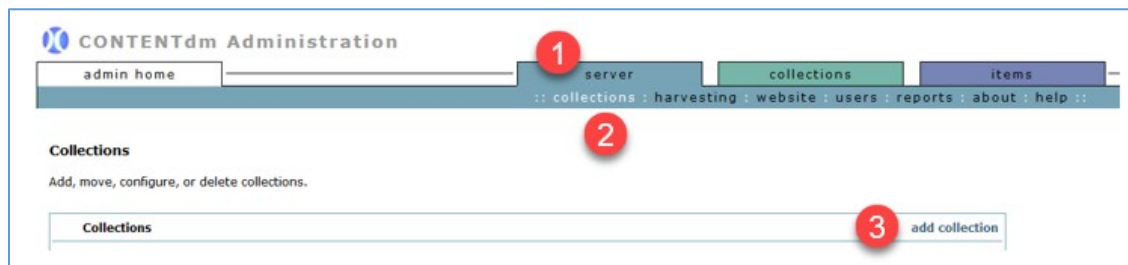 CONTENTdm Administration
1
admin home server collections items
:: collections : harvesting : website : users : reports : about : help ::
2
Collections
Add, move, configure, or delete collections.
Collections 3 add collection